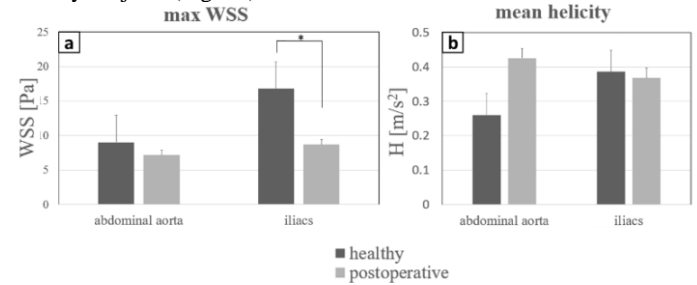 max WSS
mean helicity
a
25
20
15
10
5
0
WSS [Pa]
*
abdominal aorta
iliacs
b
0.5
0.4
0.3
0.2
0.1
0
H [m/s²]
abdominal aorta
iliacs
healthy
postoperative